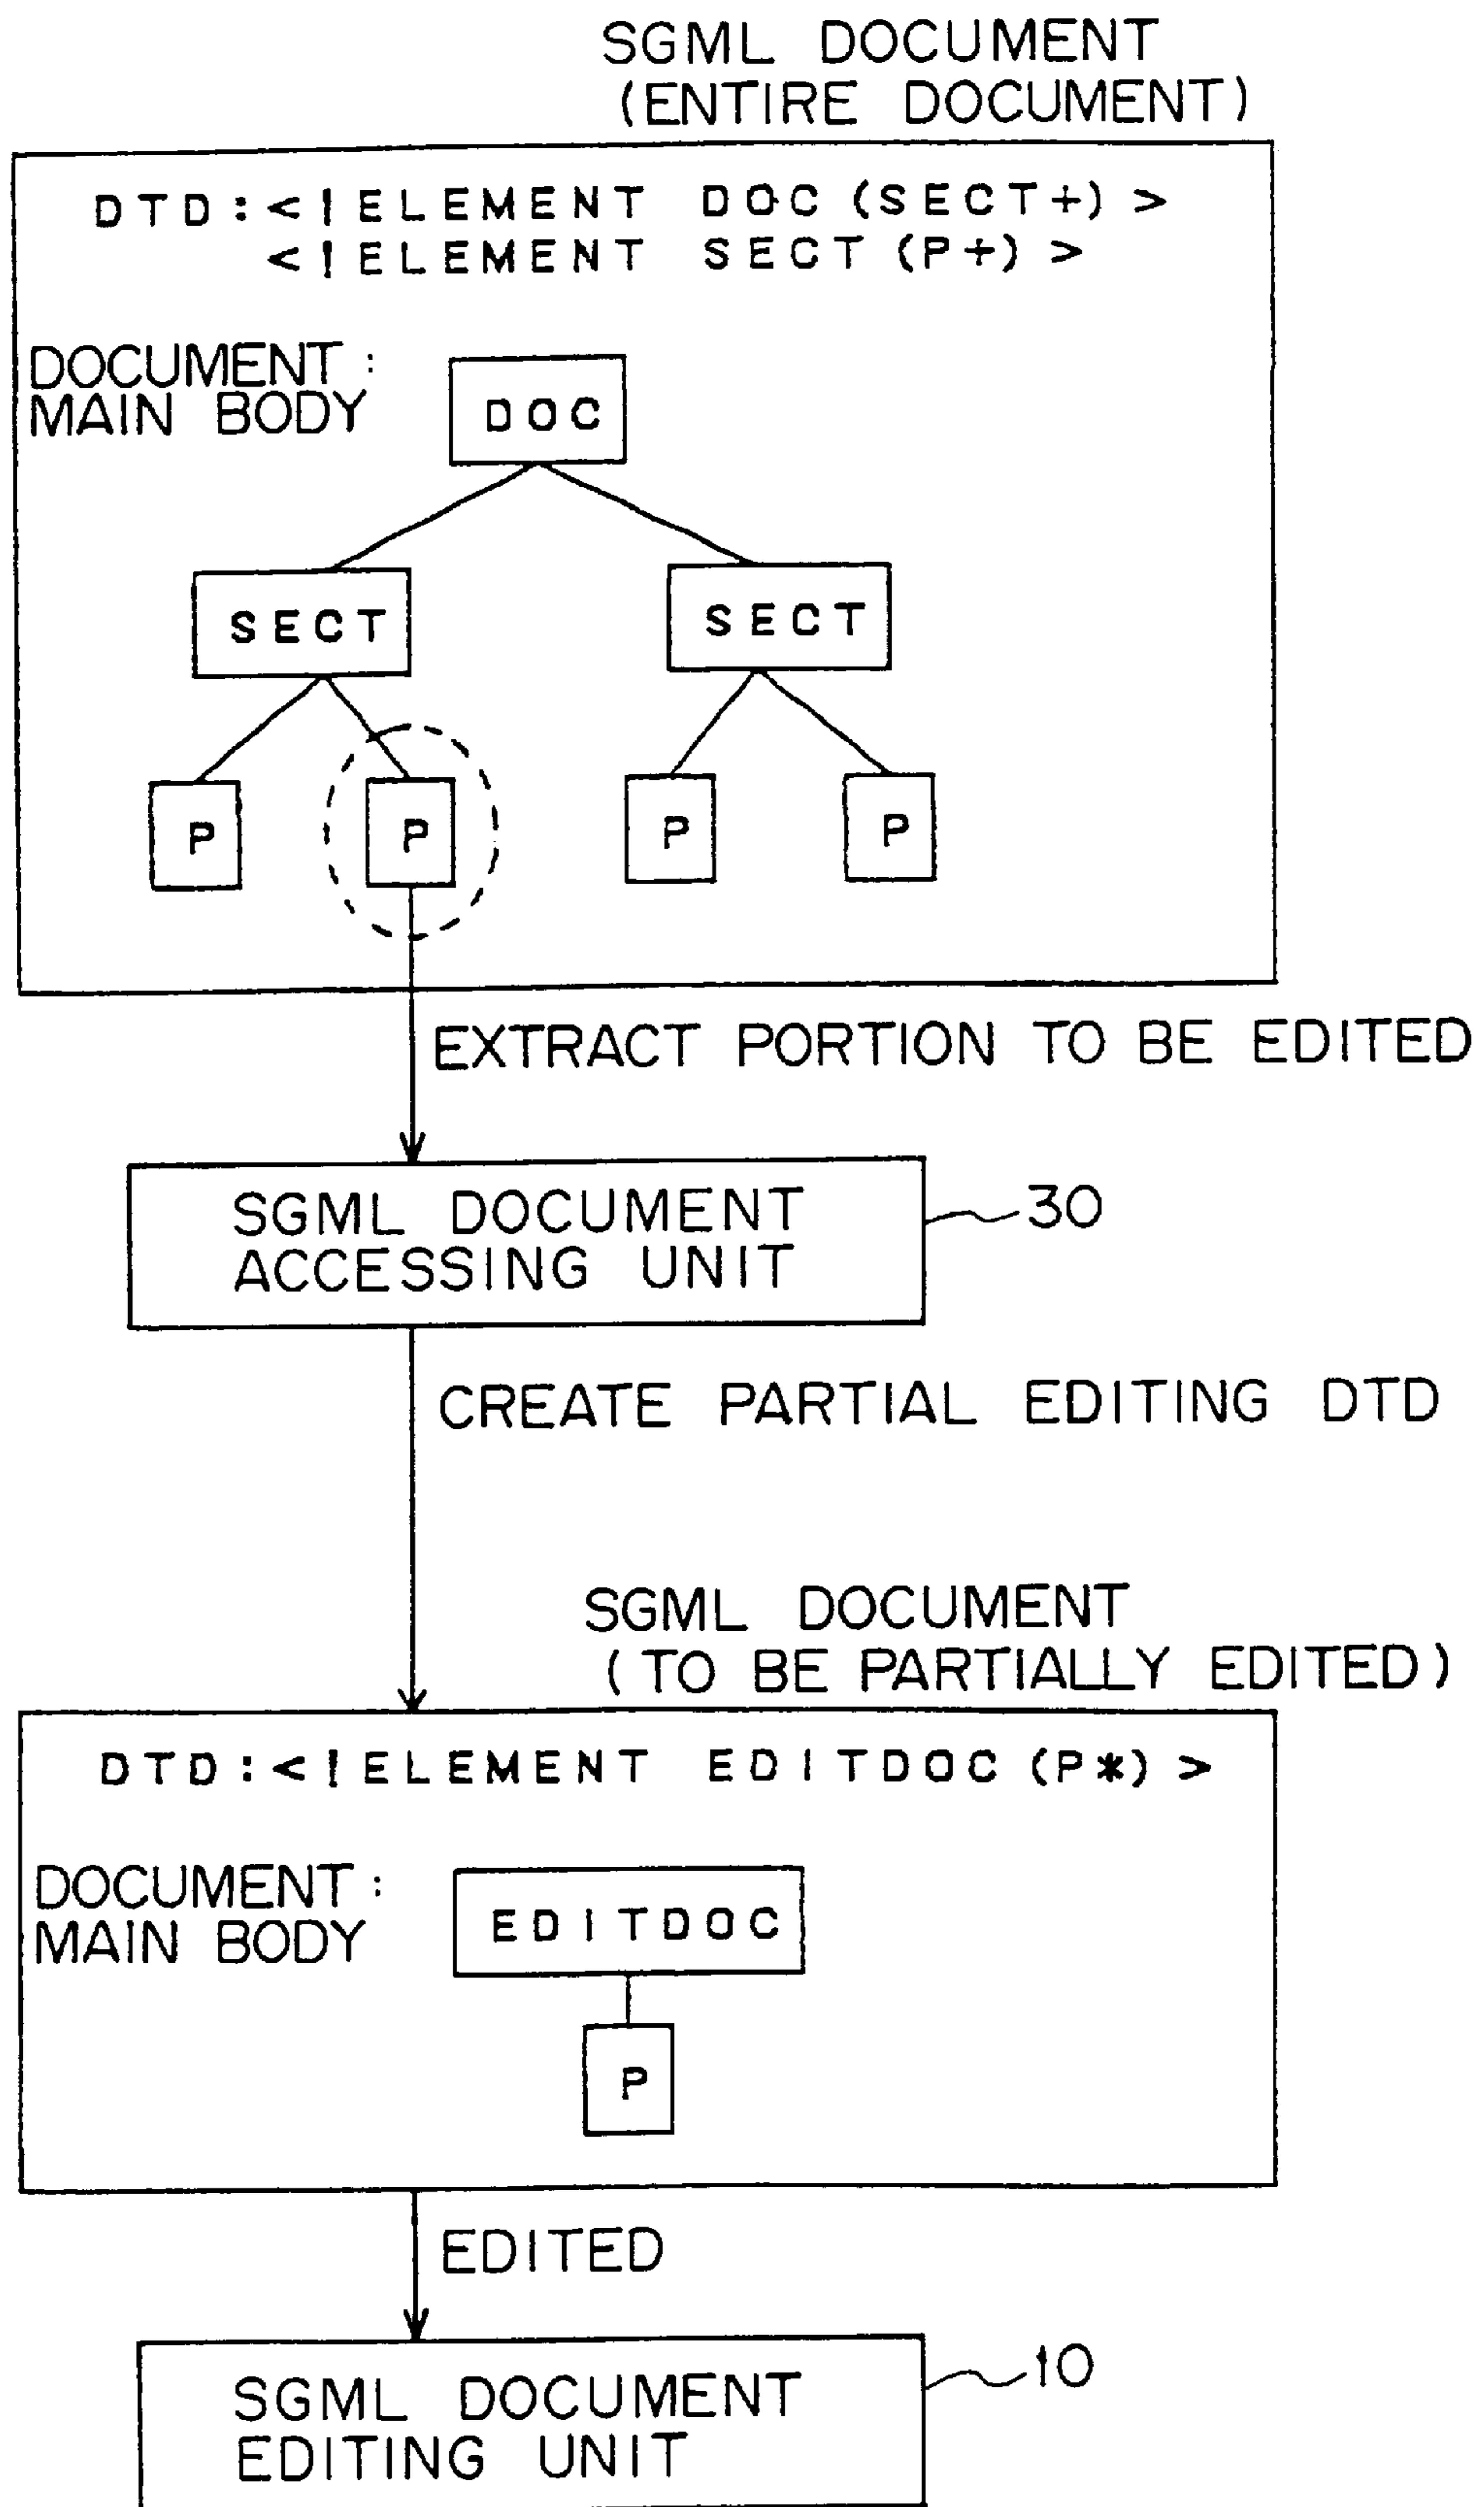 SGML DOCUMENT
(ENTIRE DOCUMENT)
DTD:<!ELEMENT DOC(SECT+)>
<!ELEMENT SECT(P+)>
DOCUMENT:
MAIN BODY
DOC
SECT SECT
P P P P
EXTRACT PORTION TO BE EDITED
SGML DOCUMENT
ACCESSING UNIT
30
CREATE PARTIAL EDITING DTD
SGML DOCUMENT
(TO BE PARTIALLY EDITED)
DTD:<!ELEMENT EDITDOC(P*)>
DOCUMENT:
MAIN BODY
EDITDOC
P
EDITED
SGML DOCUMENT
EDITING UNIT
10